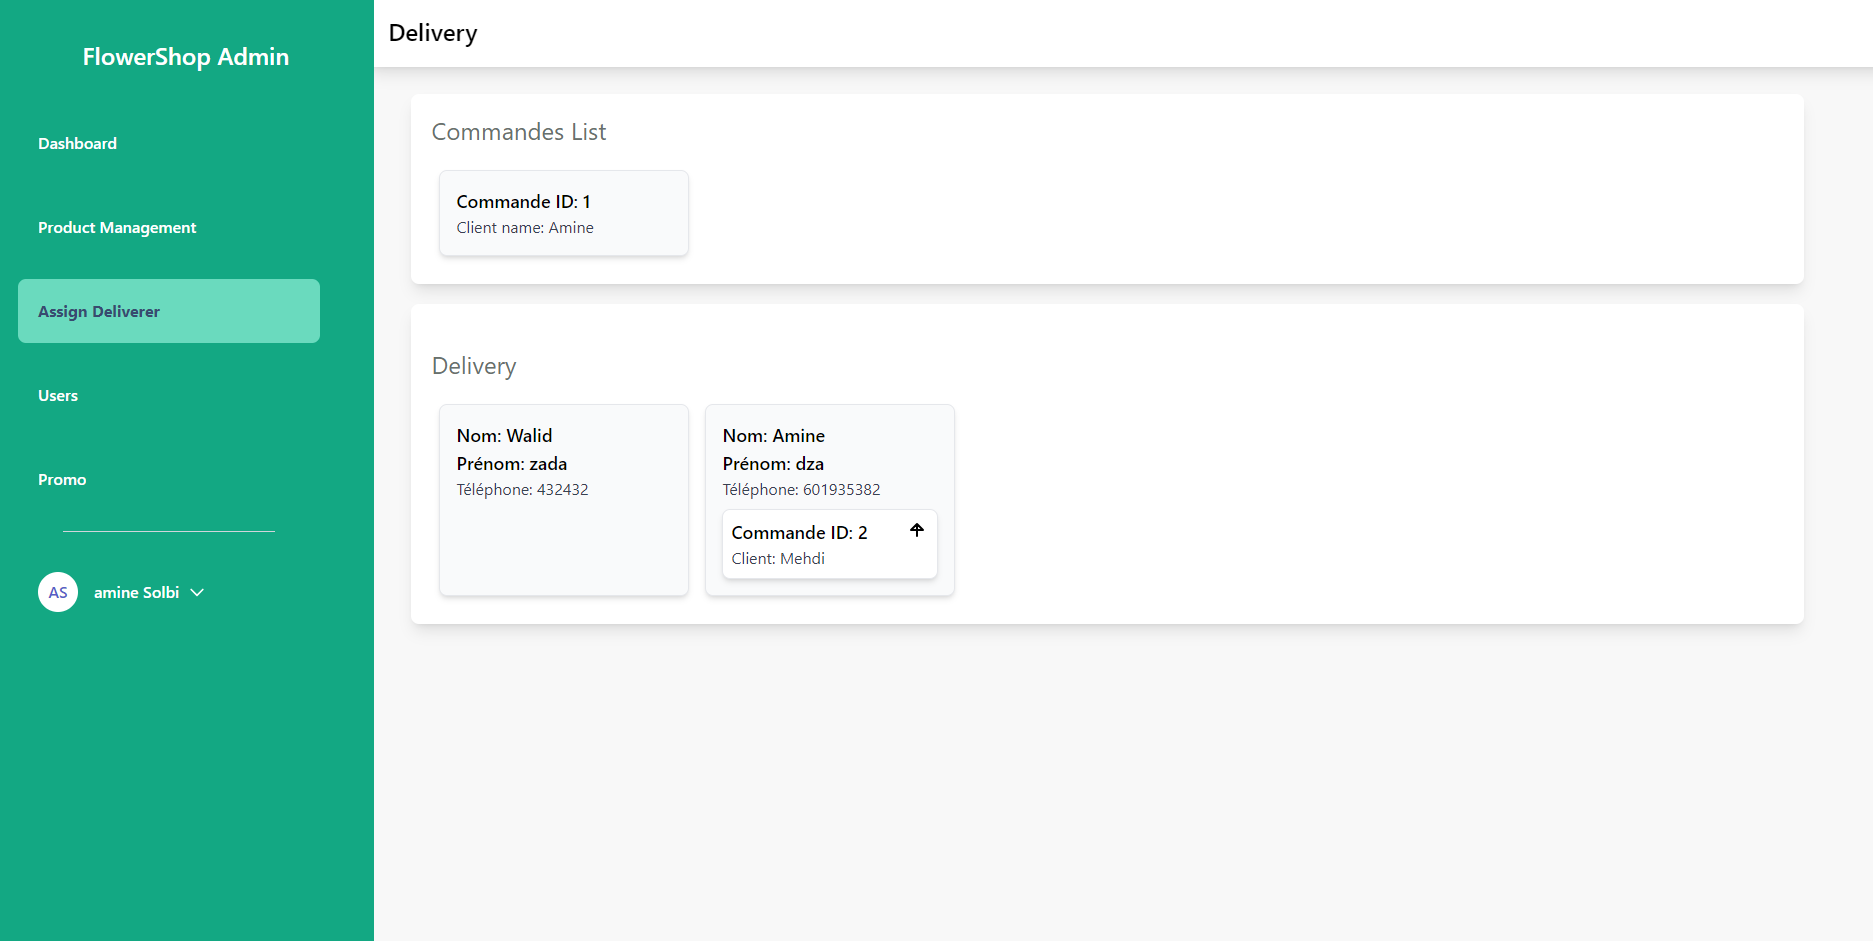 FlowerShop Admin
Dashboard
Product Management
Assign Deliverer
Users
Promo
AS
amine Solbi
Delivery
Commandes List
Commande ID: 1
Client name: Amine
Delivery
Nom: Walid
Prénom: zada
Téléphone: 432432
Nom: Amine
Prénom: dza
Téléphone: 601935382
Commande ID: 2
Client: Mehdi